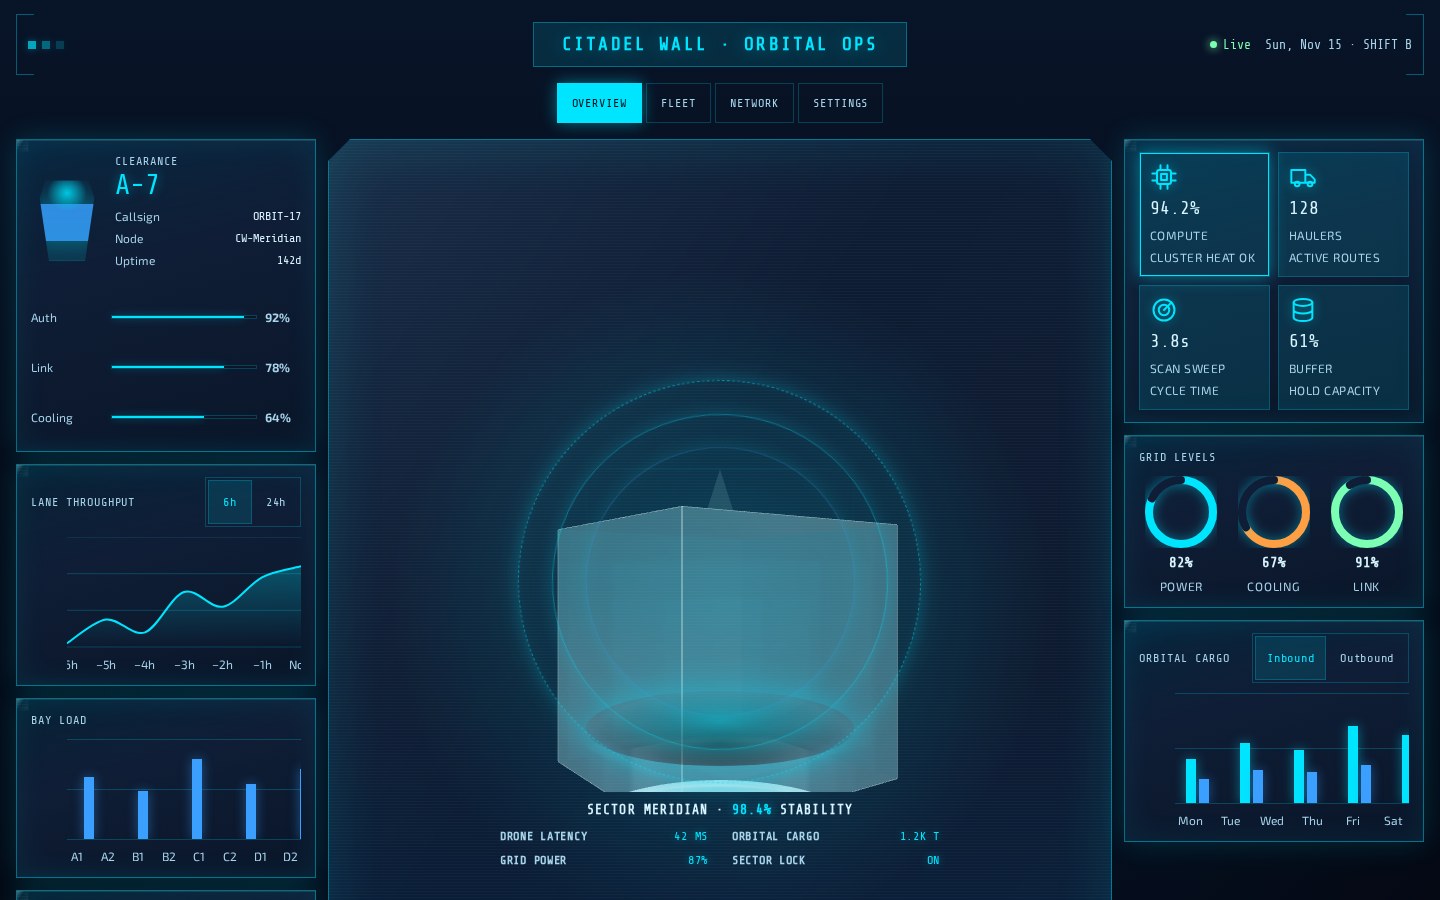 CITADEL WALL · ORBITAL OPS
Live Sun, Nov 15 · SHIFT B
OVERVIEW FLEET NETWORK SETTINGS
CLEARANCE
A-7
Callsign ORBIT-17
Node CW-Meridian
Uptime 142d
Auth 92%
Link 78%
Cooling 64%
LANE THROUGHPUT 6h 24h
−5h −4h −3h −2h −1h
BAY LOAD
A1 A2 B1 B2 C1 C2 D1 D2
SECTOR MERIDIAN · 98.4% STABILITY
DRONE LATENCY 42 MS ORBITAL CARGO 1.2K T
GRID POWER 87% SECTOR LOCK ON
94.2%
COMPUTE
CLUSTER HEAT OK
128
HAULERS
ACTIVE ROUTES
3.8s
SCAN SWEEP
CYCLE TIME
61%
BUFFER
HOLD CAPACITY
GRID LEVELS
82% 67% 91%
POWER COOLING LINK
ORBITAL CARGO Inbound Outbound
Mon Tue Wed Thu Fri Sat